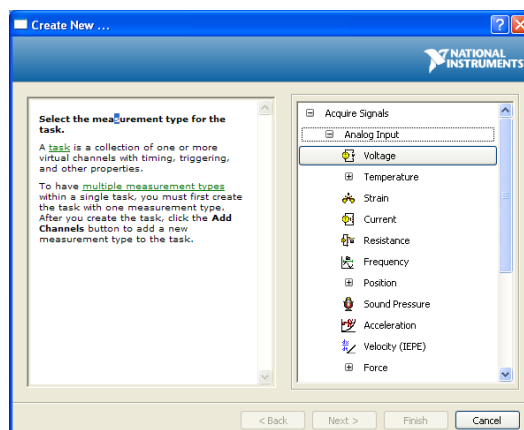 Create New ...
NATIONAL
INSTRUMENTS
Select the measurement type for the
task.
A task is a collection of one or more
virtual channels with timing, triggering,
and other properties.
To have multiple measurement types
within a single task, you must first create
the task with one measurement type.
After you create the task, click the Add
Channels button to add a new
measurement type to the task.
Acquire Signals
Analog Input
Voltage
Temperature
Strain
Current
Resistance
Frequency
Position
Sound Pressure
Acceleration
Velocity (IEPE)
Force
< Back
Next >
Finish
Cancel